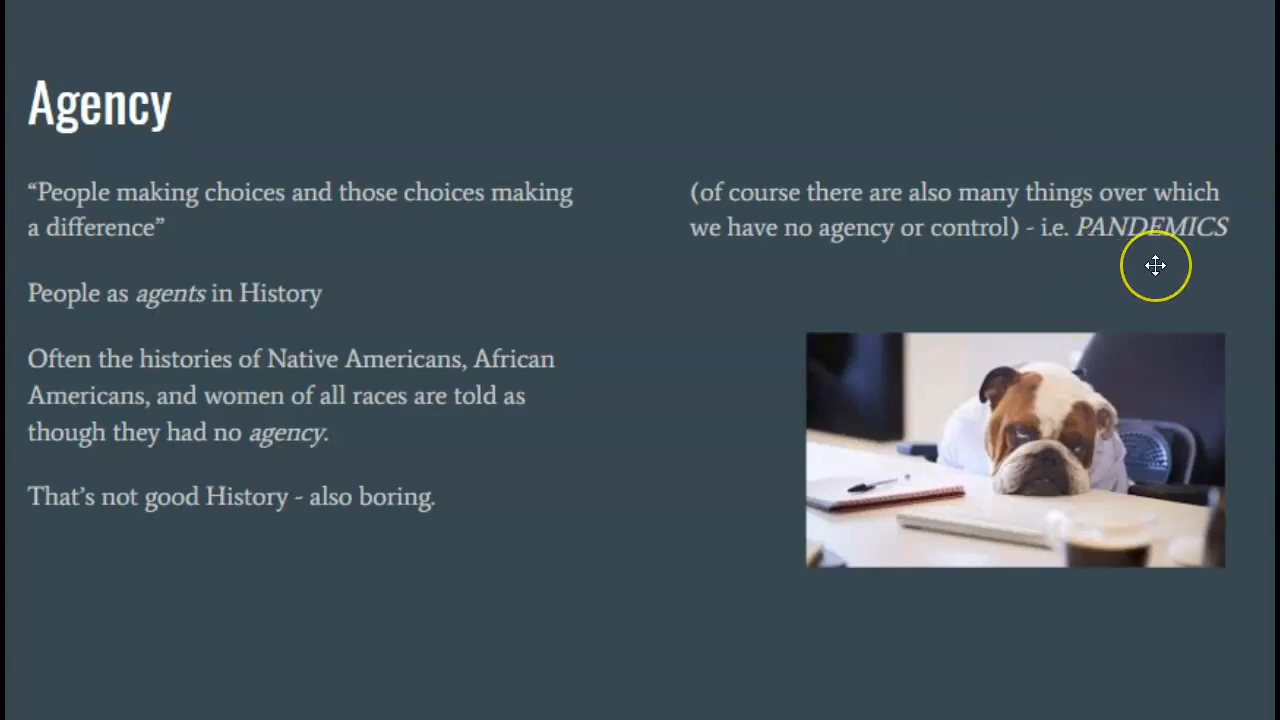 Agency
“People making choices and those choices making
a difference”
People as agents in History
Often the histories of Native Americans, African
Americans, and women of all races are told as
though they had no agency.
That’s not good History - also boring.
(of course there are also many things over which
we have no agency or control) - i.e. PANDEMICS